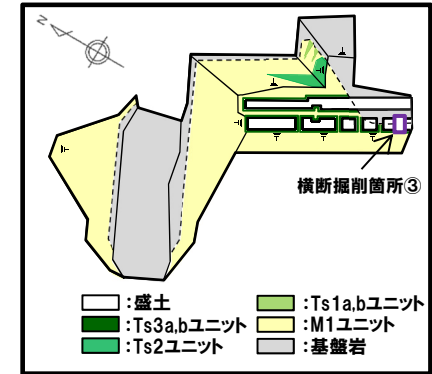 N
横断掘削箇所③
:盛土
:Ts1a,bユニット
:Ts3a,bユニット
:M1ユニット
:Ts2ユニット
:基盤岩